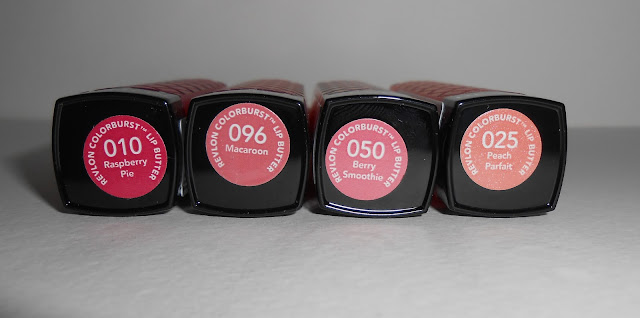 REVLON COLORBURST™ LIP BUTTER
010
Raspberry
Pie
REVLON COLORBURST™ LIP BUTTER
096
Macaroon
REVLON COLORBURST™ LIP BUTTER
050
Berry
Smoothie
REVLON COLORBURST™ LIP BUTTER
025
Peach
Parfait